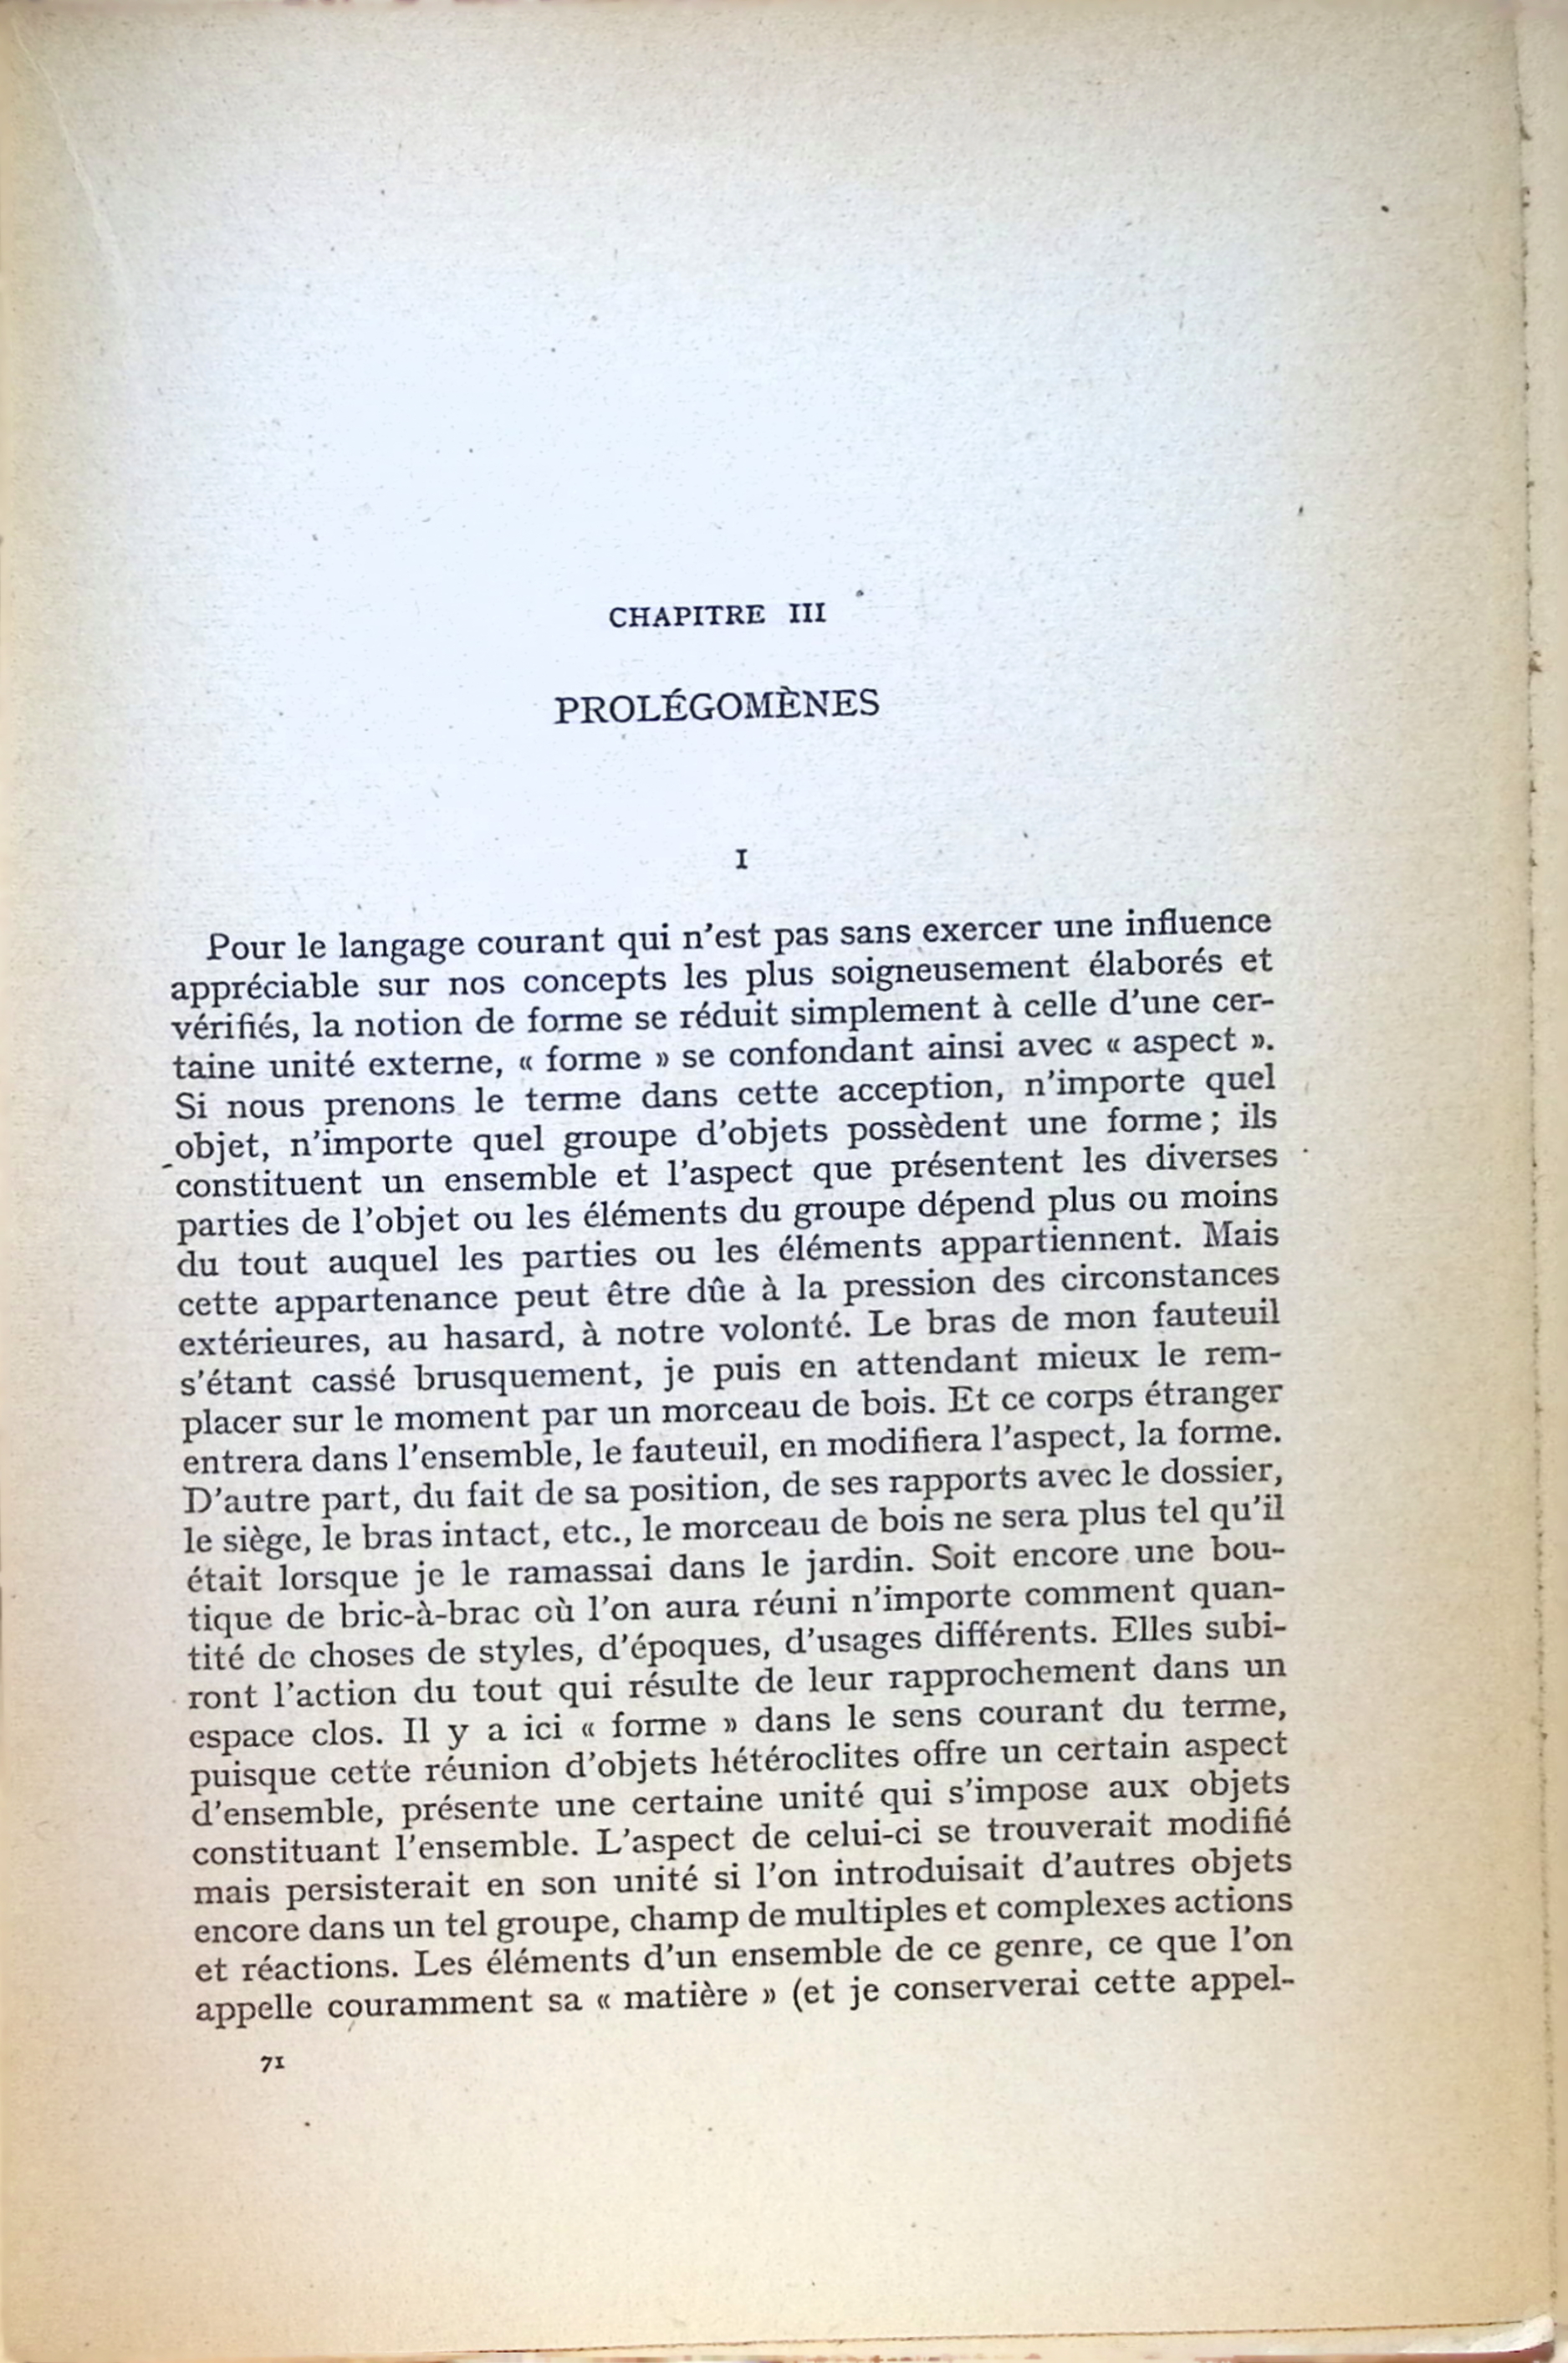 CHAPITRE III
PROLÉGOMÈNES
I
Pour le langage courant qui n'est pas sans exercer une influence
appréciable sur nos concepts les plus soigneusement élaborés et
vérifiés, la notion de forme se réduit simplement à celle d'une cer-
taine unité externe, « forme » se confondant ainsi avec « aspect ».
Si nous prenons le terme dans cette acception, n'importe quel
objet, n'importe quel groupe d'objets possèdent une forme ; ils
constituent un ensemble et l'aspect que présentent les diverses
parties de l'objet ou les éléments du groupe dépend plus ou moins
du tout auquel les parties ou les éléments appartiennent. Mais
cette appartenance peut être dûe à la pression des circonstances
extérieures, au hasard, à notre volonté. Le bras de mon fauteuil
s'étant cassé brusquement, je puis en attendant mieux le rem-
placer sur le moment par un morceau de bois. Et ce corps étranger
entrera dans l'ensemble, le fauteuil, en modifiera l'aspect, la forme.
D'autre part, du fait de sa position, de ses rapports avec le dossier,
le siège, le bras intact, etc., le morceau de bois ne sera plus tel qu'il
était lorsque je le ramassai dans le jardin. Soit encore une bou-
tique de bric-à-brac où l'on aura réuni n'importe comment quan-
tité de choses de styles, d'époques, d'usages différents. Elles subi-
ront l'action du tout qui résulte de leur rapprochement dans un
espace clos. Il y a ici « forme » dans le sens courant du terme,
puisque cette réunion d'objets hétéroclites offre un certain aspect
d'ensemble, présente une certaine unité qui s'impose aux objets
constituant l'ensemble. L'aspect de celui-ci se trouverait modifié
mais persisterait en son unité si l'on introduisait d'autres objets
encore dans un tel groupe, champ de multiples et complexes actions
et réactions. Les éléments d'un ensemble de ce genre, ce que l'on
appelle couramment sa « matière » (et je conserverai cette appel-
71